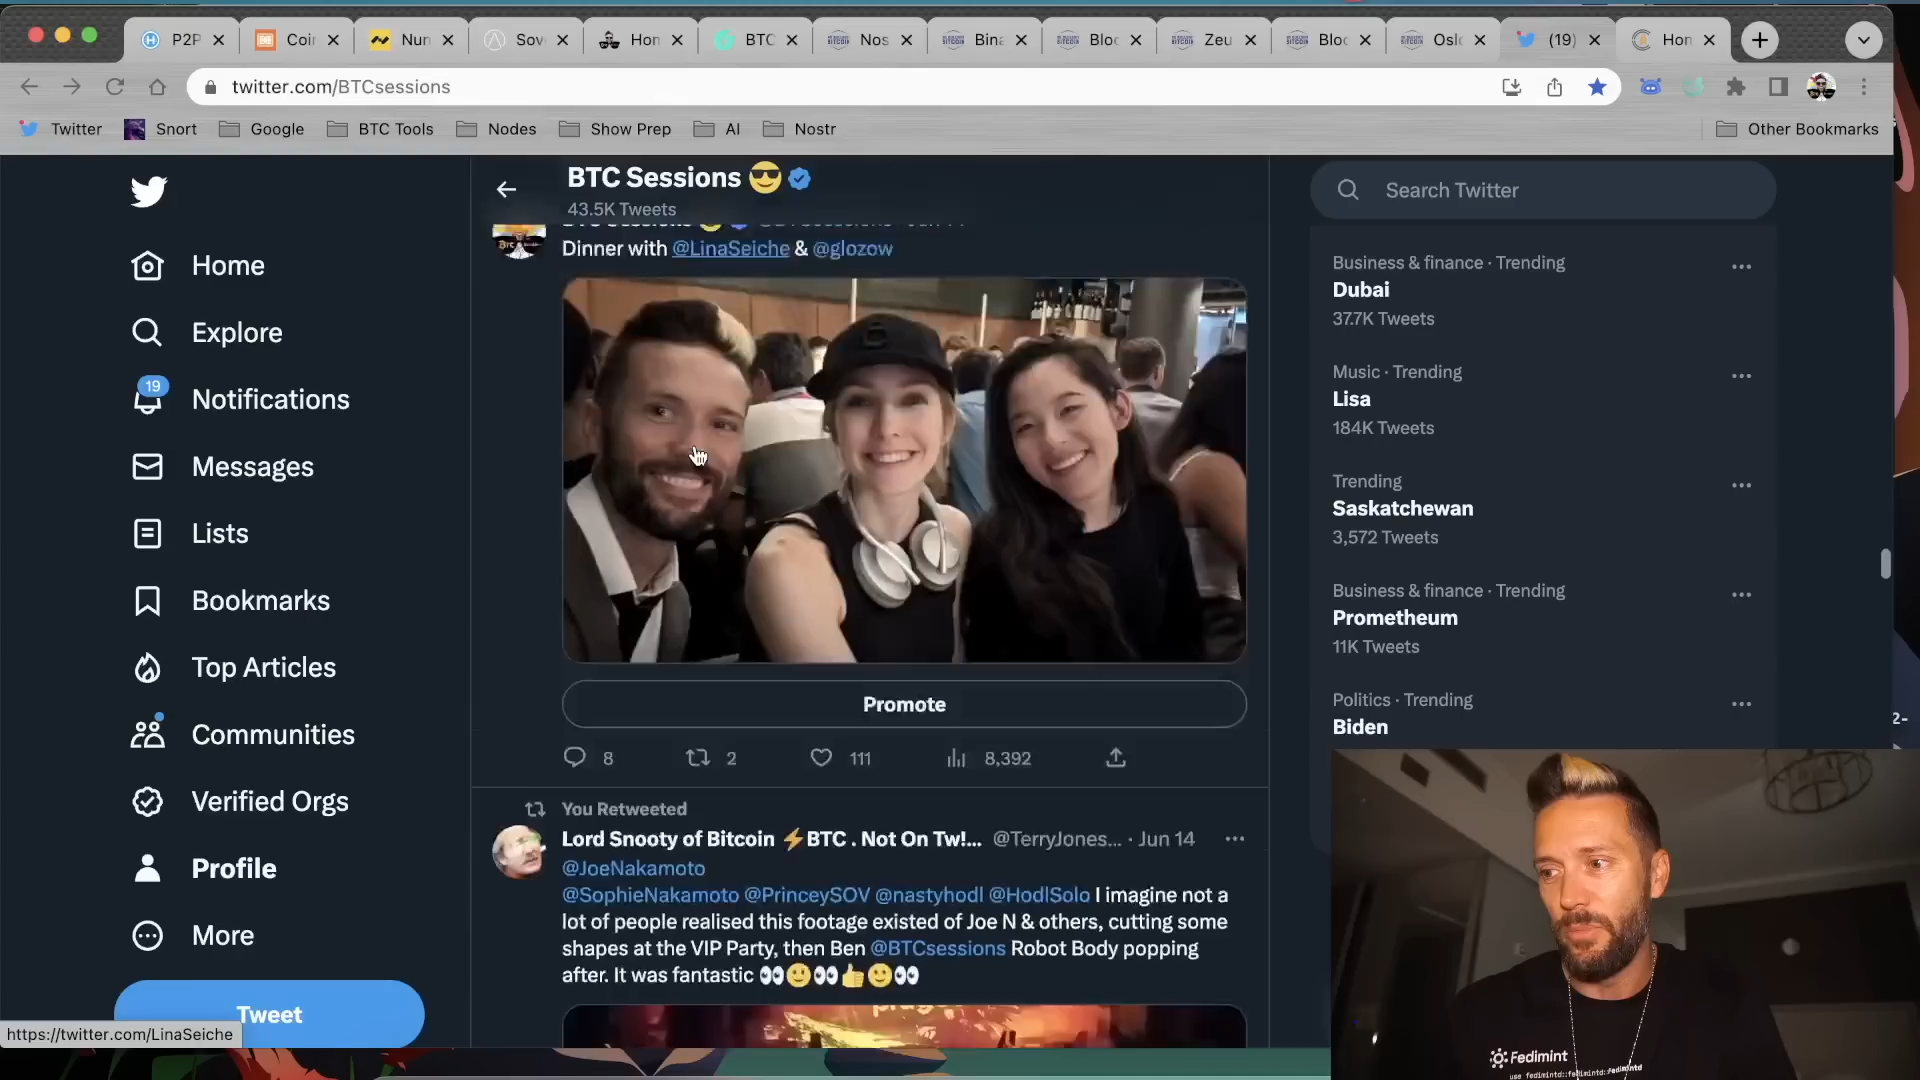 P2P
Coi
Nun
Sov
Hon
BTC
Nos
Bina
Bloc
Zeu
Bloc
Oslo
(19)
Hon
twitter.com/BTCsessions
Twitter
Snort
Google
BTC Tools
Nodes
Show Prep
AI
Nostr
Other Bookmarks
BTC Sessions 😎
43.5K Tweets
Search Twitter
Home
Explore
19
Notifications
Messages
Lists
Bookmarks
Top Articles
Communities
Verified Orgs
Profile
More
Tweet
https://twitter.com/LinaSeiche
Dinner with @LinaSeiche & @glozow
Promote
8
2
111
8,392
You Retweeted
Lord Snooty of Bitcoin ⚡BTC . Not On Tw!... @TerryJones... · Jun 14
@JoeNakamoto
@SophieNakamoto @PrinceySOV @nastyhodl @HodlSolo I imagine not a
lot of people realised this footage existed of Joe N & others, cutting some
shapes at the VIP Party, then Ben @BTCsessions Robot Body popping
after. It was fantastic 👀🙂👀👍🙂👀
Business & finance · Trending
Dubai
37.7K Tweets
Music · Trending
Lisa
184K Tweets
Trending
Saskatchewan
3,572 Tweets
Business & finance · Trending
Prometheum
11K Tweets
Politics · Trending
Biden
Fedimint